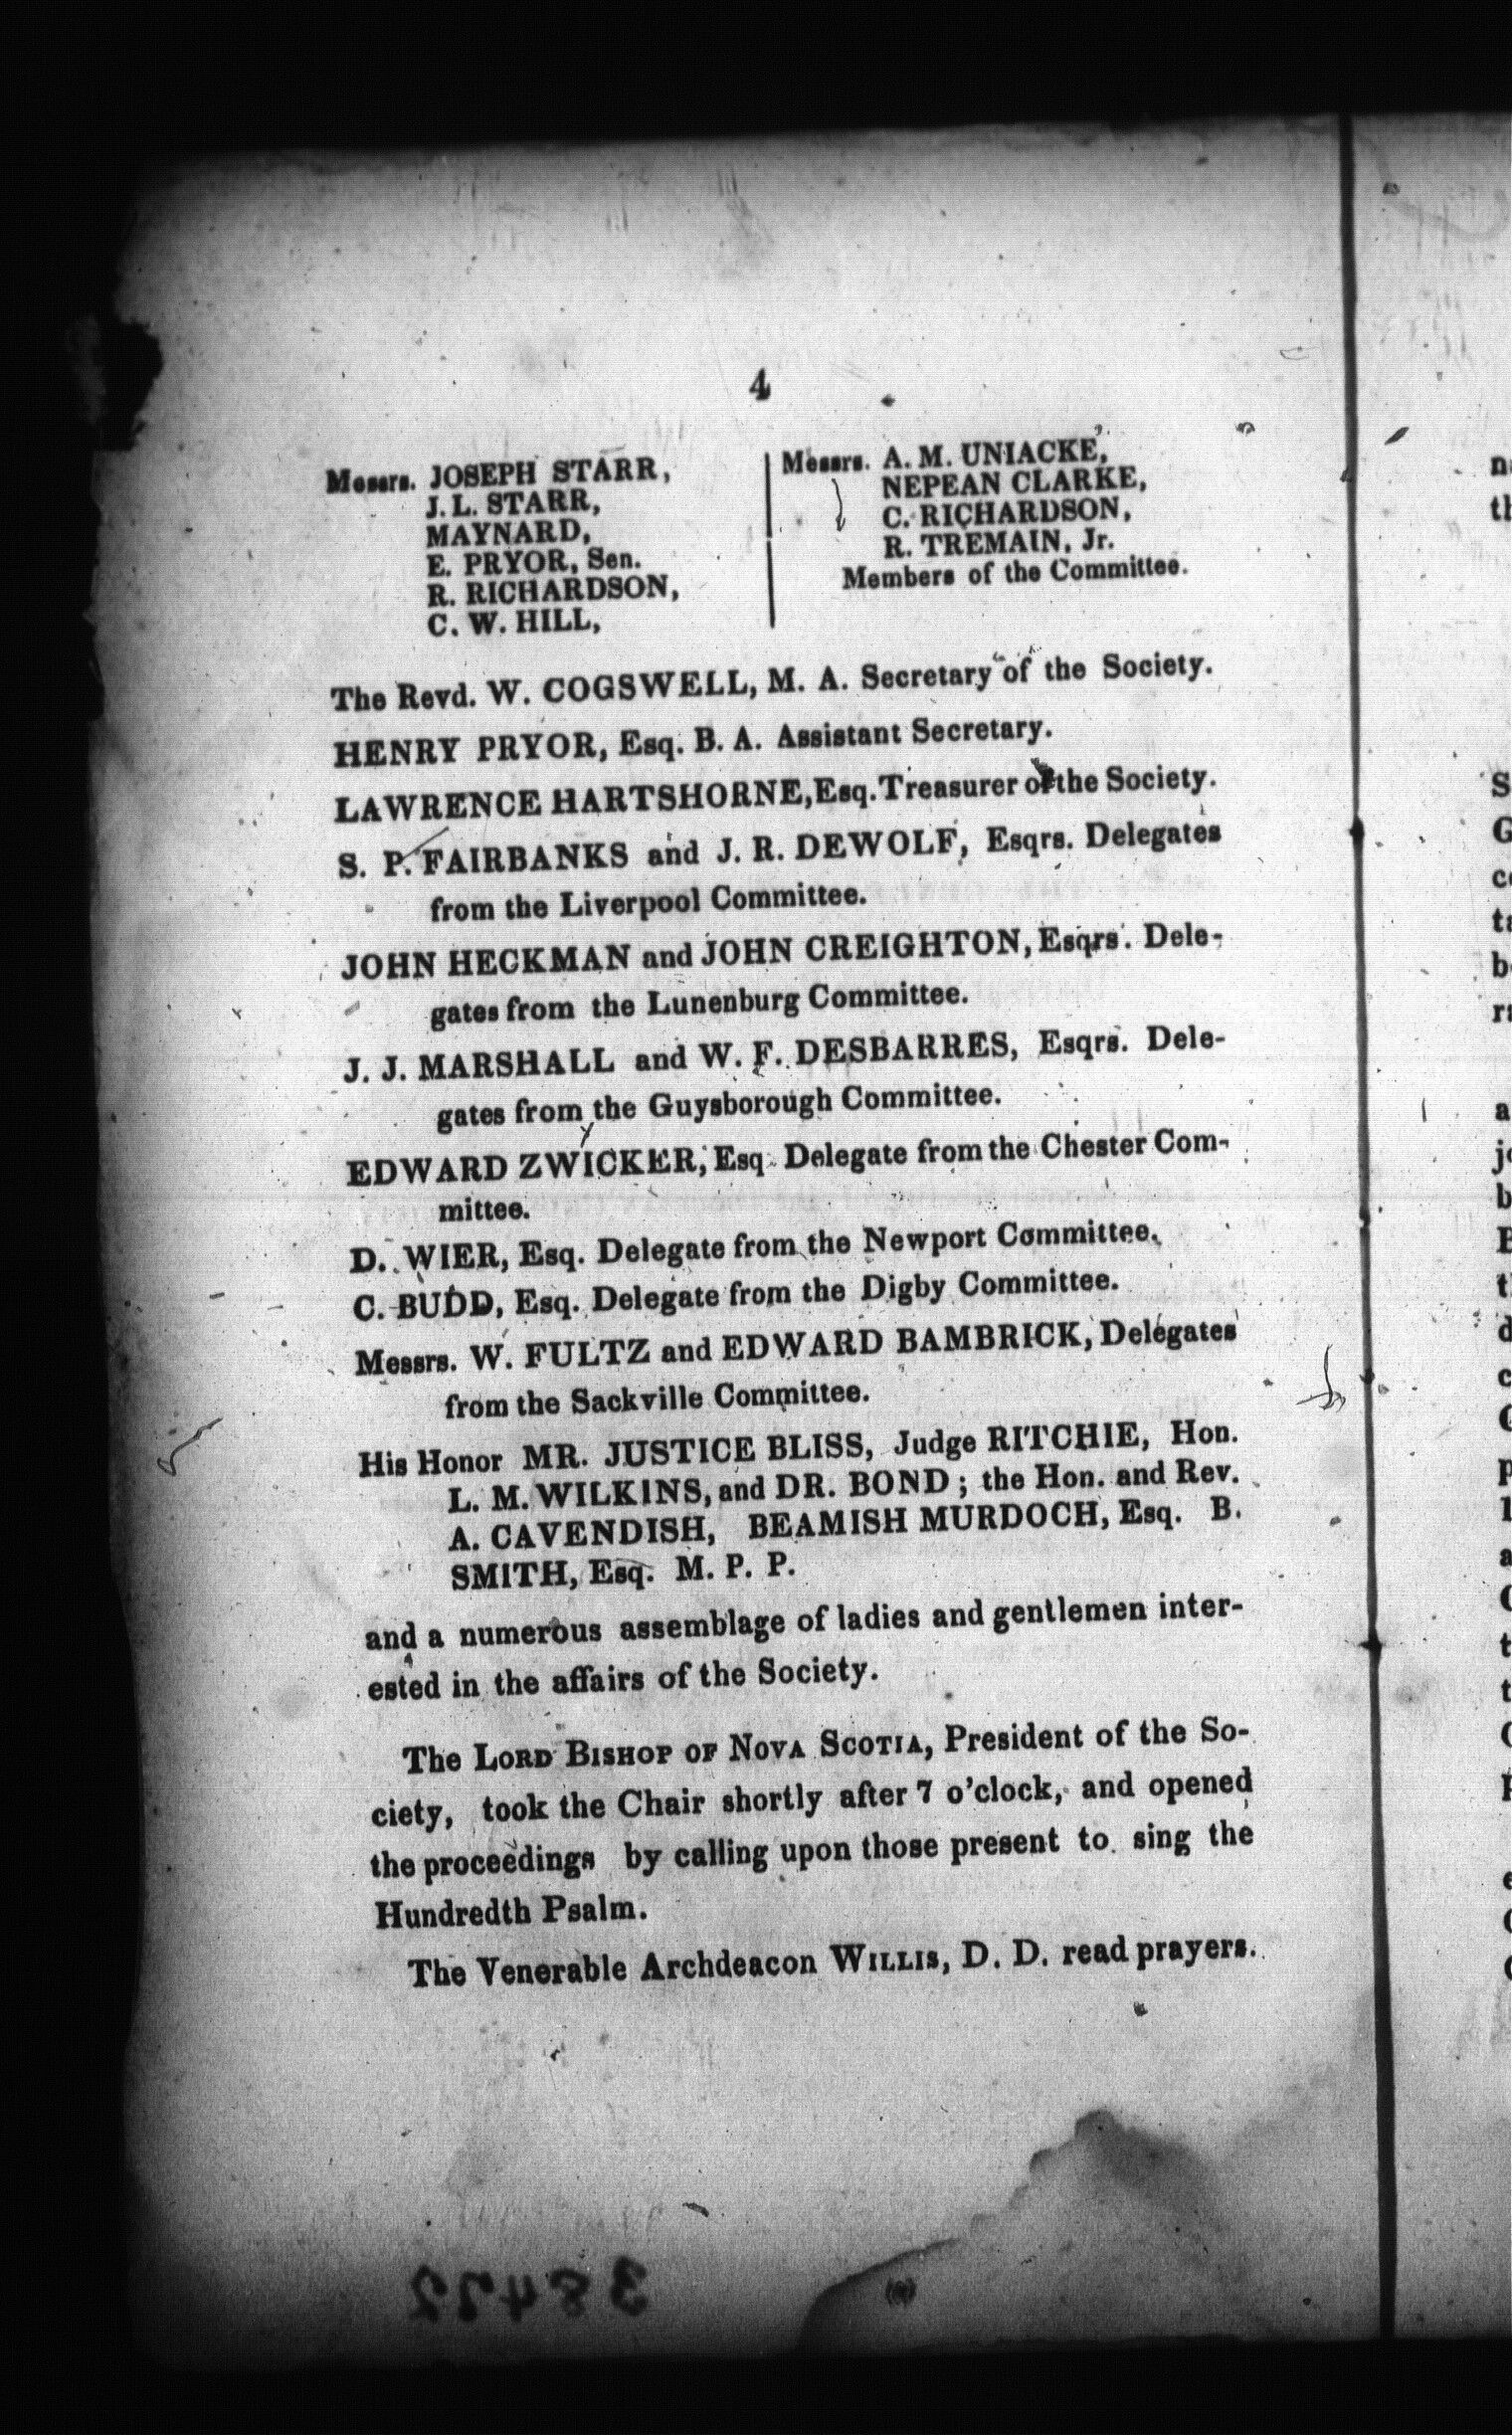 4
Messrs. JOSEPH STARR,
J. L. STARR,
MAYNARD,
E. PRYOR, Sen.
R. RICHARDSON,
C. W. HILL,
Messrs. A. M. UNIACKE,
NEPEAN CLARKE,
C. RICHARDSON,
R. TREMAIN, Jr.
Members of the Committee.
The Revd. W. COGSWELL, M. A. Secretary of the Society.
HENRY PRYOR, Esq. B. A. Assistant Secretary.
LAWRENCE HARTSHORNE, Esq. Treasurer of the Society.
S. P. FAIRBANKS and J. R. DEWOLF, Esqrs. Delegates
from the Liverpool Committee.
JOHN HECKMAN and JOHN CREIGHTON, Esqrs. Dele-
gates from the Lunenburg Committee.
J. J. MARSHALL and W. F. DESBARRES, Esqrs. Dele-
gates from the Guysborough Committee.
EDWARD ZWICKER, Esq. Delegate from the Chester Com-
mittee.
D. WIER, Esq. Delegate from the Newport Committee.
C. BUDD, Esq. Delegate from the Digby Committee.
Messrs. W. FULTZ and EDWARD BAMBRICK, Delegates
from the Sackville Committee.
His Honor MR. JUSTICE BLISS, Judge RITCHIE, Hon.
L. M. WILKINS, and DR. BOND ; the Hon. and Rev.
A. CAVENDISH, BEAMISH MURDOCH, Esq. B.
SMITH, Esq. M. P. P.
and a numerous assemblage of ladies and gentlemen inter-
ested in the affairs of the Society.
The LORD BISHOP OF NOVA SCOTIA, President of the So-
ciety, took the Chair shortly after 7 o'clock, and opened
the proceedings by calling upon those present to sing the
Hundredth Psalm.
The Venerable Archdeacon WILLIS, D. D. read prayers.
38422